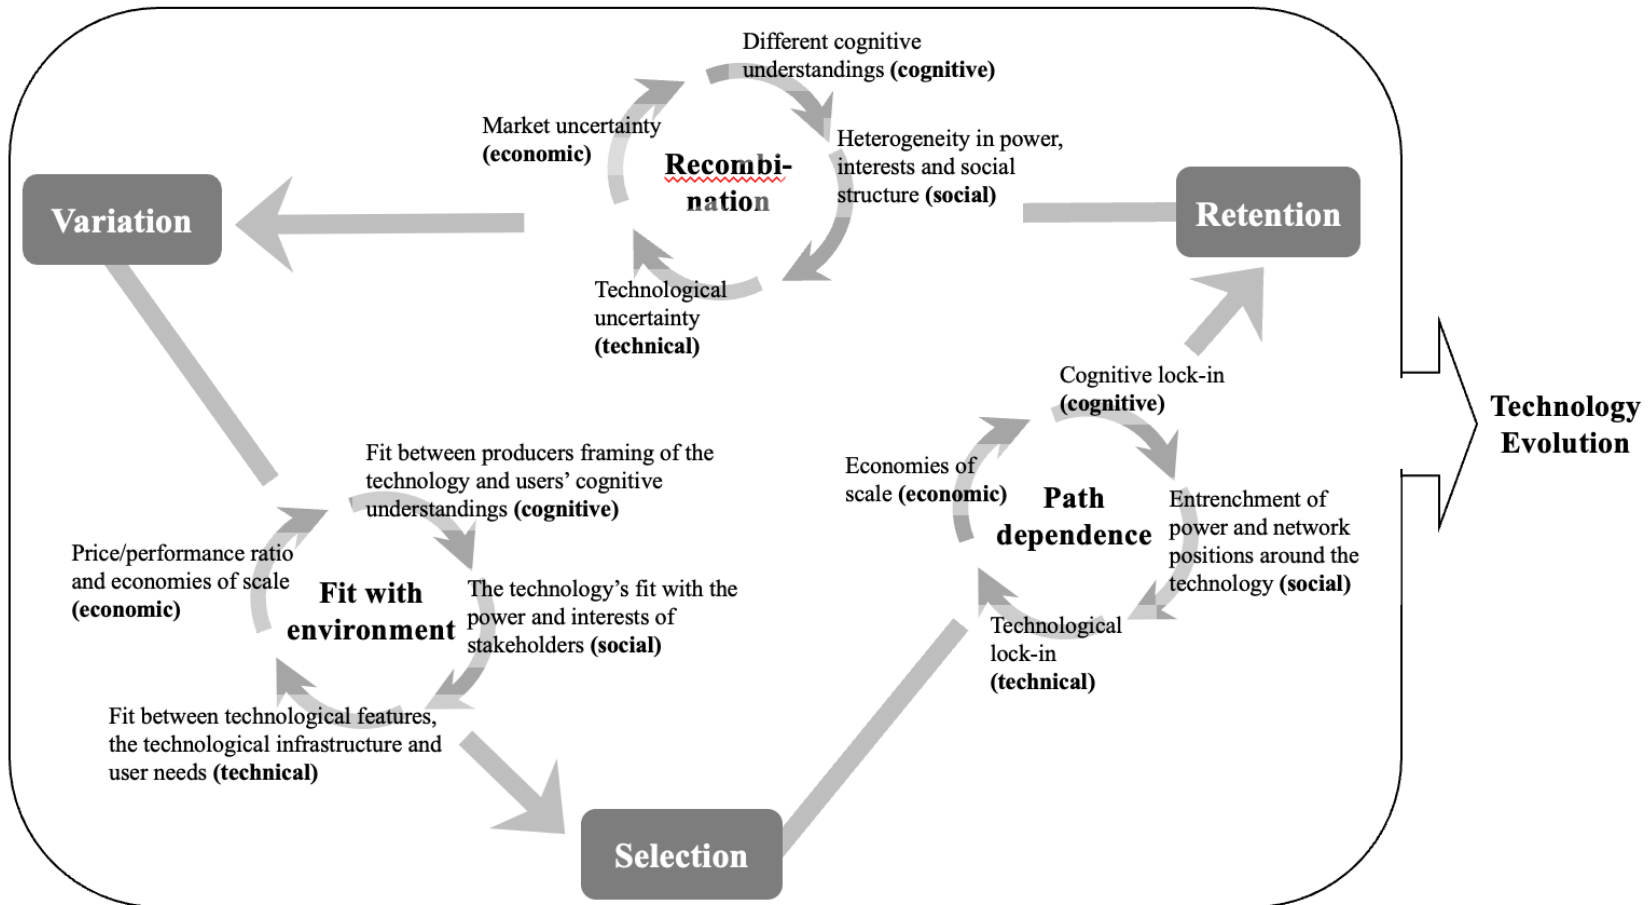 Different cognitive
understandings (cognitive)
Market uncertainty
(economic)
Heterogeneity in power,
interests and social
structure (social)
Recombi-
nation
Technological
uncertainty
(technical)
Variation
Retention
Cognitive lock-in
(cognitive)
Economies of
scale (economic)
Path
dependence
Entrenchment of
power and network
positions around the
technology (social)
Technological
lock-in
(technical)
Technology
Evolution
Fit between producers framing of the
technology and users’ cognitive
understandings (cognitive)
Price/performance ratio
and economies of scale
(economic)
Fit with
environment
The technology’s fit with the
power and interests of
stakeholders (social)
Fit between technological features,
the technological infrastructure and
user needs (technical)
Selection